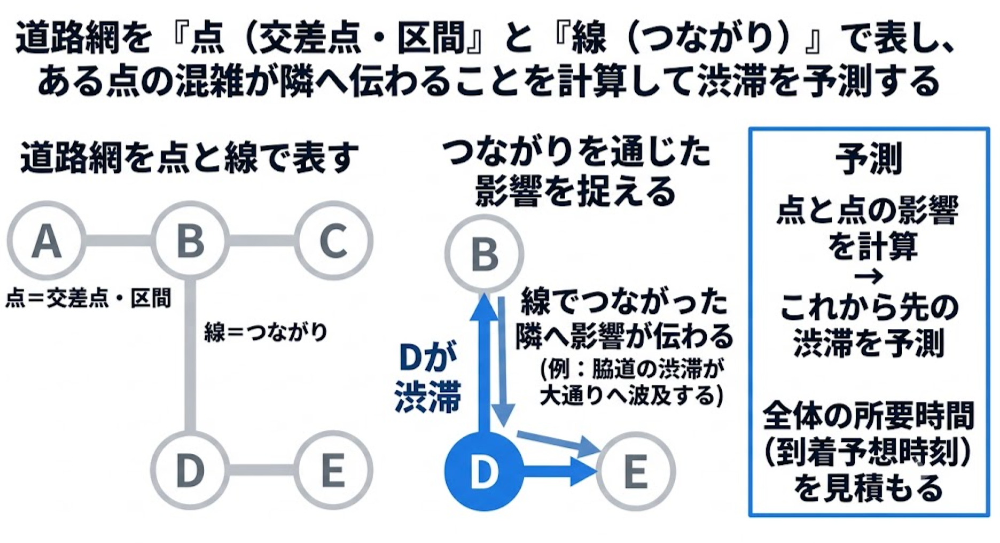 道路網を『点（交差点・区間』と『線（つながり）』で表し、
ある点の混雑が隣へ伝わることを計算して渋滞を予測する
道路網を点と線で表す
A
B
C
点＝交差点・区間
線＝つながり
D
E
つながりを通じた
影響を捉える
B
線でつながった
隣へ影響が伝わる
(例：脇道の渋滞が
大通りへ波及する)
Dが
渋滞
D
E
予測
点と点の影響
を計算
→
これから先の
渋滞を予測
全体の所要時間
（到着予想時刻）
を見積もる